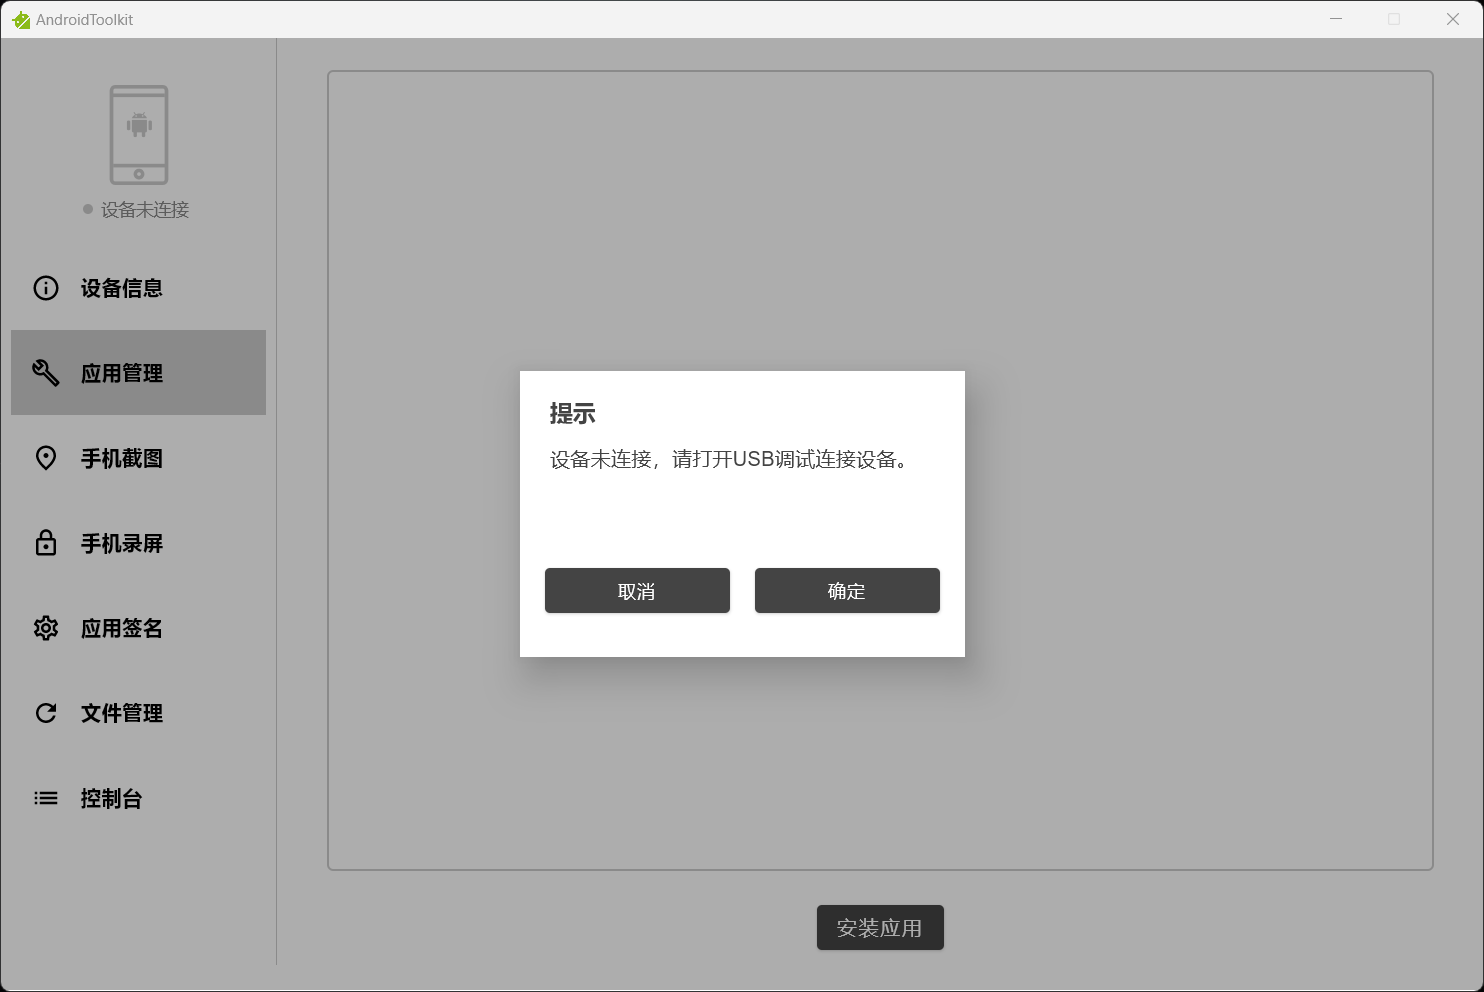 AndroidToolkit
设备未连接
设备信息
应用管理
手机截图
手机录屏
应用签名
文件管理
控制台
提示
设备未连接，请打开USB调试连接设备。
取消
确定
安装应用